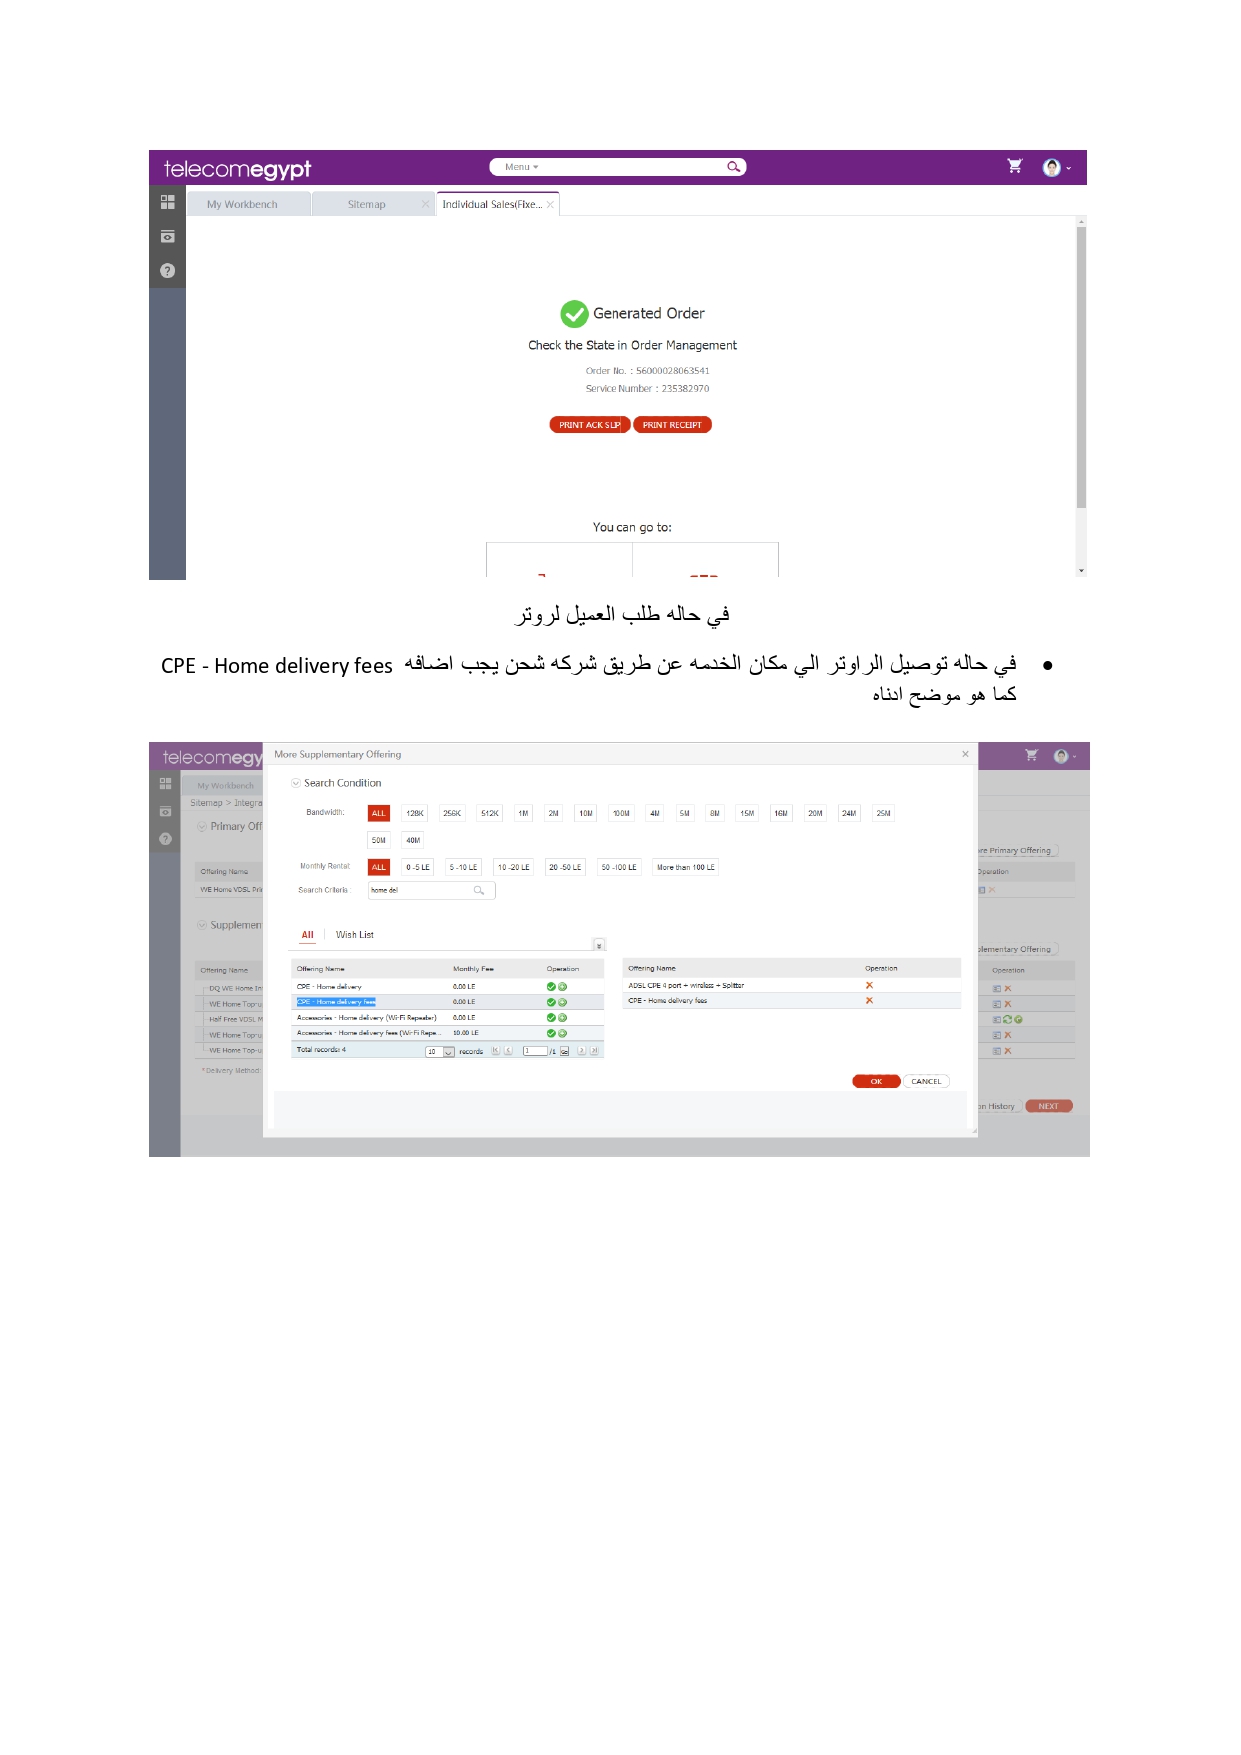 telecomegypt
Menu
My Workbench Sitemap Individual Sales(Fixe...
Generated Order
Check the State in Order Management
Order No. : 56000028063541
Service Number : 235382970
PRINT ACK SLIP PRINT RECEIPT
You can go to:
في حاله طلب العميل لروتر
• في حاله توصيل الراوتر الي مكان الخدمه عن طريق شركه شحن يجب اضافه CPE - Home delivery fees
كما هو موضح ادناه
telecomegy
More Supplementary Offering
My Workbench
Search Condition
Sitemap > Integra
Bandwidth: ALL 128K 256K 512K 1M 2M 10M 100M 4M 5M 8M 15M 16M 20M 24M 25M
Primary Off
50M 40M
re Primary Offering
Monthly Rental: ALL 0 -5 LE 5 -10 LE 10 -20 LE 20 -50 LE 50 -100 LE More than 100 LE
Offering Name Operation
Search Criteria : home del
WE Home VDSL Pri
Supplemen
All Wish List
plementary Offering
Offering Name Monthly Fee Operation Offering Name Operation
Offering Name Operation
CPE - Home delivery 0.00 LE ADSL CPE 4 port + wireless + Splitter
DQ WE Home In
CPE - Home delivery fees 0.00 LE CPE - Home delivery fees
WE Home Top-u
Accessories - Home delivery (Wi-Fi Repeater) 0.00 LE
Half Free VDSL M
Accessories - Home delivery fees (Wi-Fi Repe... 10.00 LE
WE Home Top-u
Total records: 4 10 records 1 /1
WE Home Top-u
*Delivery Method:
OK CANCEL
on History NEXT